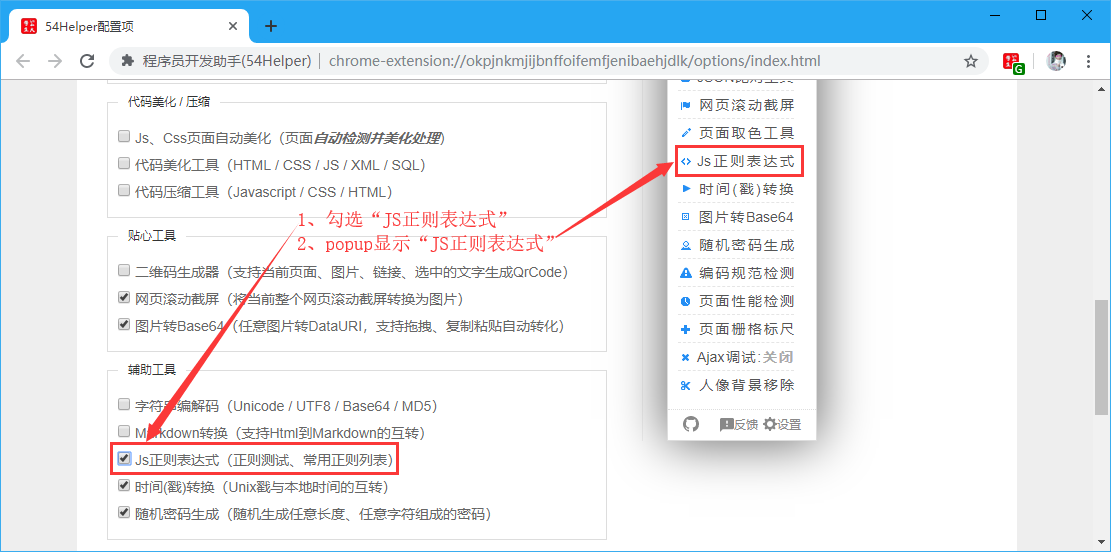 54Helper配置项
程序员开发助手(54Helper) | chrome-extension://okpjnkmjijbnffoifemfjenibaehjdlk/options/index.html
G
代码美化 / 压缩
Js、Css页面自动美化（页面自动检测并美化处理）
代码美化工具（HTML / CSS / JS / XML / SQL）
代码压缩工具（Javascript / CSS / HTML）
1、勾选“JS正则表达式”
2、popup显示“JS正则表达式”
贴心工具
二维码生成器（支持当前页面、图片、链接、选中的文字生成QrCode）
网页滚动截屏（将当前整个网页滚动截屏转换为图片）
图片转Base64（任意图片转DataURI，支持拖拽、复制粘贴自动转化）
辅助工具
字符串编解码（Unicode / UTF8 / Base64 / MD5）
Markdown转换（支持Html到Markdown的互转）
Js正则表达式（正则测试、常用正则列表）
时间(戳)转换（Unix戳与本地时间的互转）
随机密码生成（随机生成任意长度、任意字符组成的密码）
网页滚动截屏
页面取色工具
Js正则表达式
时间(戳)转换
图片转Base64
随机密码生成
编码规范检测
页面性能检测
页面栅格标尺
Ajax调试:关闭
人像背景移除
反馈 设置